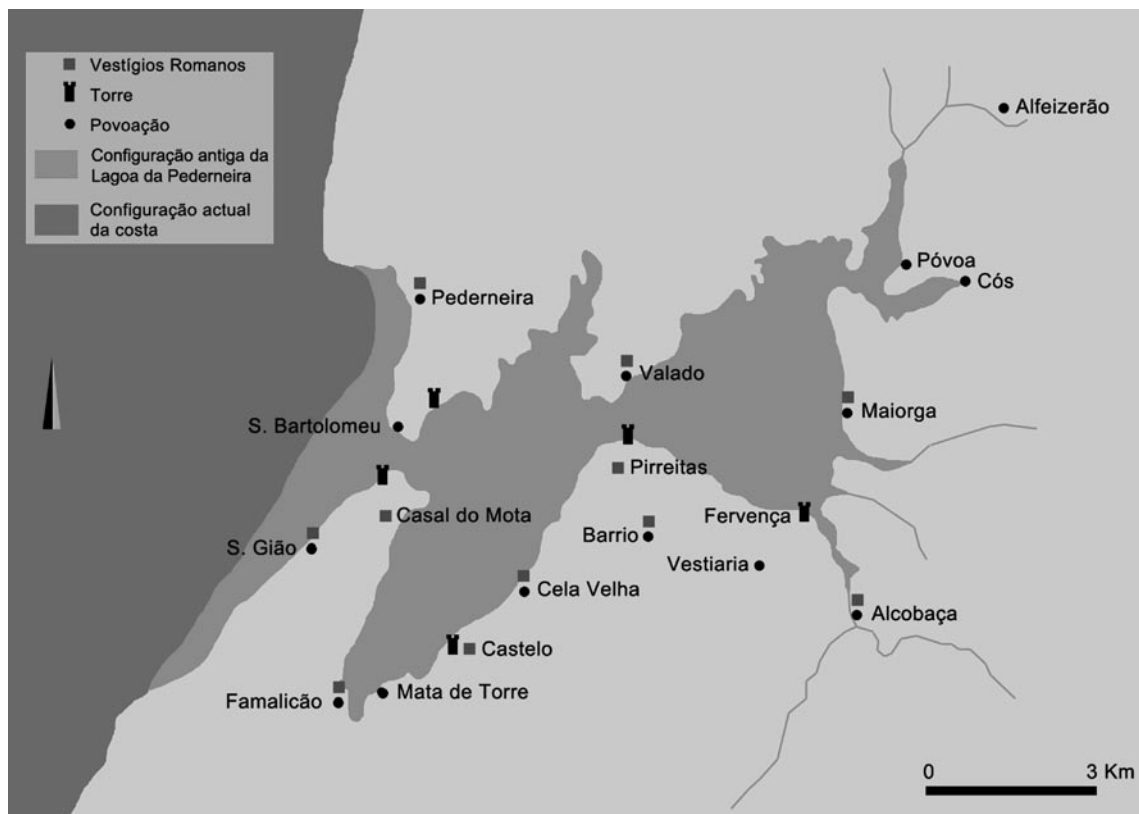 Vestígios Romanos
Torre
Povoação
Configuração antiga da
Lagoa da Pederneira
Configuração actual
da costa
Alfeizerão
Póvoa
Cós
Pederneira
Valado
Maiorga
S. Bartolomeu
Pirreitas
Casal do Mota
Fervença
S. Gião
Barrio
Vestiaria
Cela Velha
Alcobaça
Castelo
Mata de Torre
Famalicão
0 3 Km